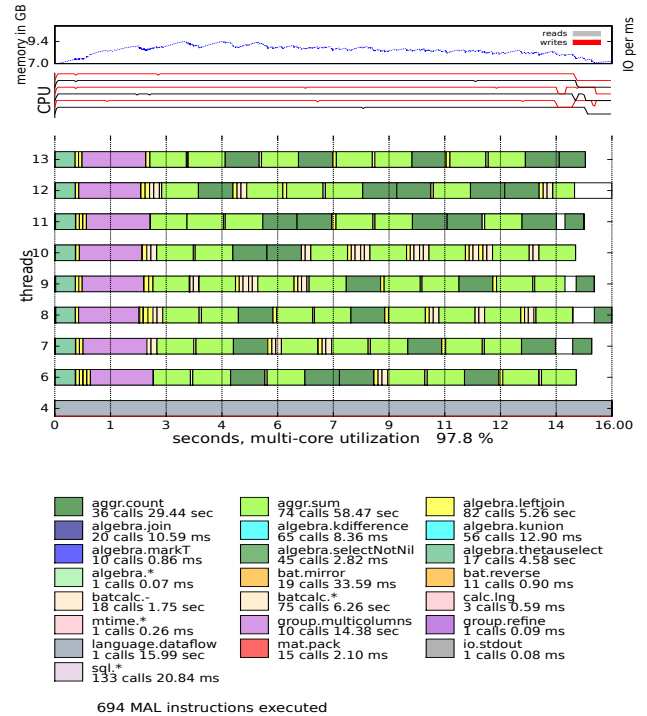 memory in GB
9.4
7.0
reads
writes
IO per ms
CPU
threads
13
12
11
10
9
8
7
6
4
0 1 3 4 6 7 9 10 12 13 16.00
seconds, multi-core utilization 97.8 %
aggr.count
36 calls 29.44 sec
aggr.sum
74 calls 58.47 sec
algebra.leftjoin
82 calls 5.26 sec
algebra.join
20 calls 10.59 ms
algebra.kdifference
65 calls 8.36 ms
algebra.kunion
56 calls 12.90 ms
algebra.markT
10 calls 0.86 ms
algebra.selectNotNil
45 calls 2.82 ms
algebra.thetauselect
17 calls 4.58 sec
algebra.*
1 calls 0.07 ms
bat.mirror
19 calls 33.59 ms
bat.reverse
11 calls 0.90 ms
batcalc.-
18 calls 1.75 sec
batcalc.*
75 calls 6.26 sec
calc.lng
3 calls 0.59 ms
mtime.*
1 calls 0.26 ms
group.multicolumns
10 calls 14.38 sec
group.refine
1 calls 0.09 ms
language.dataflow
1 calls 15.99 sec
mat.pack
15 calls 2.10 ms
io.stdout
1 calls 0.08 ms
sql.*
133 calls 20.84 ms
694 MAL instructions executed